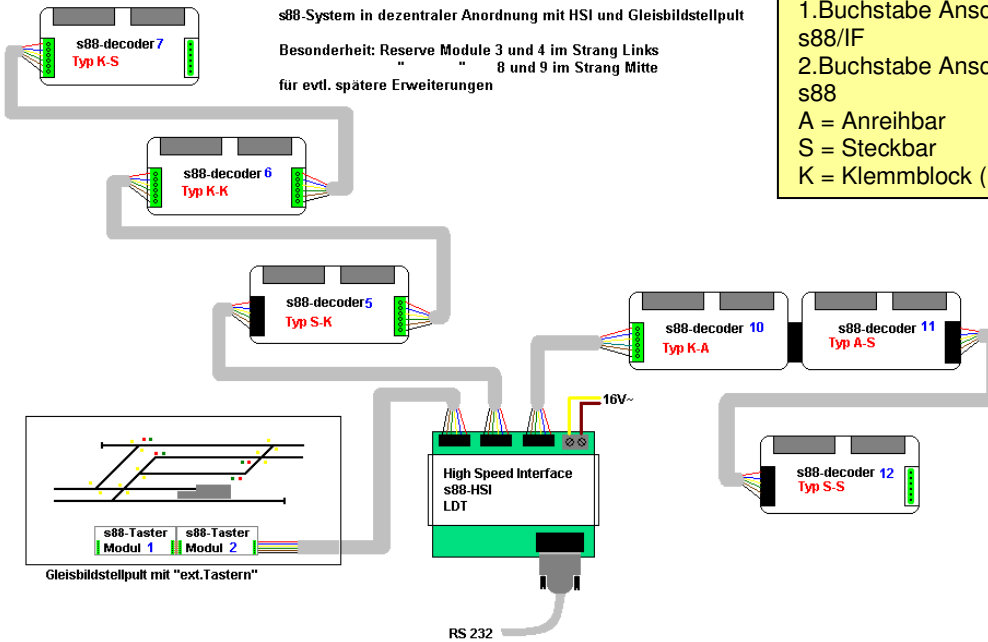 s88-System in dezentraler Anordnung mit HSI und Gleisbildstellpult
Besonderheit: Reserve Module 3 und 4 im Strang Links
" " 8 und 9 im Strang Mitte
für evtl. spätere Erweiterungen
1.Buchstabe
s88/IF
2.Buchstabe
s88
A = Anreihbar
S = Steckbar
K = Klemmblock (
s88-decoder 7
Typ K-S
s88-decoder 6
Typ K-K
s88-decoder 5
Typ S-K
s88-decoder 10
Typ K-A
s88-decoder 11
Typ A-S
s88-decoder 12
Typ S-S
16V~
High Speed Interface
s88-HSI
LDT
s88-Taster
Modul 1
s88-Taster
Modul 2
Gleisbildstellpult mit "ext.Tastern"
RS 232